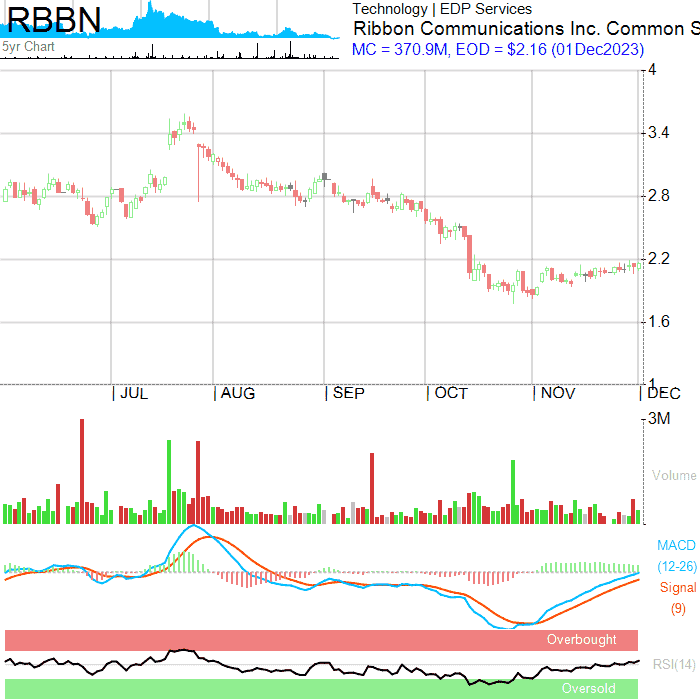 RBBN
5yr Chart
Technology | EDP Services
Ribbon Communications Inc. Common S
MC = 370.9M, EOD = $2.16 (01Dec2023)
4
3.4
2.8
2.2
1.6
1
| JUL | AUG | SEP | OCT | NOV | DEC
3M
Volume
MACD
(12-26)
Signal
(9)
Overbought
RSI(14)
Oversold